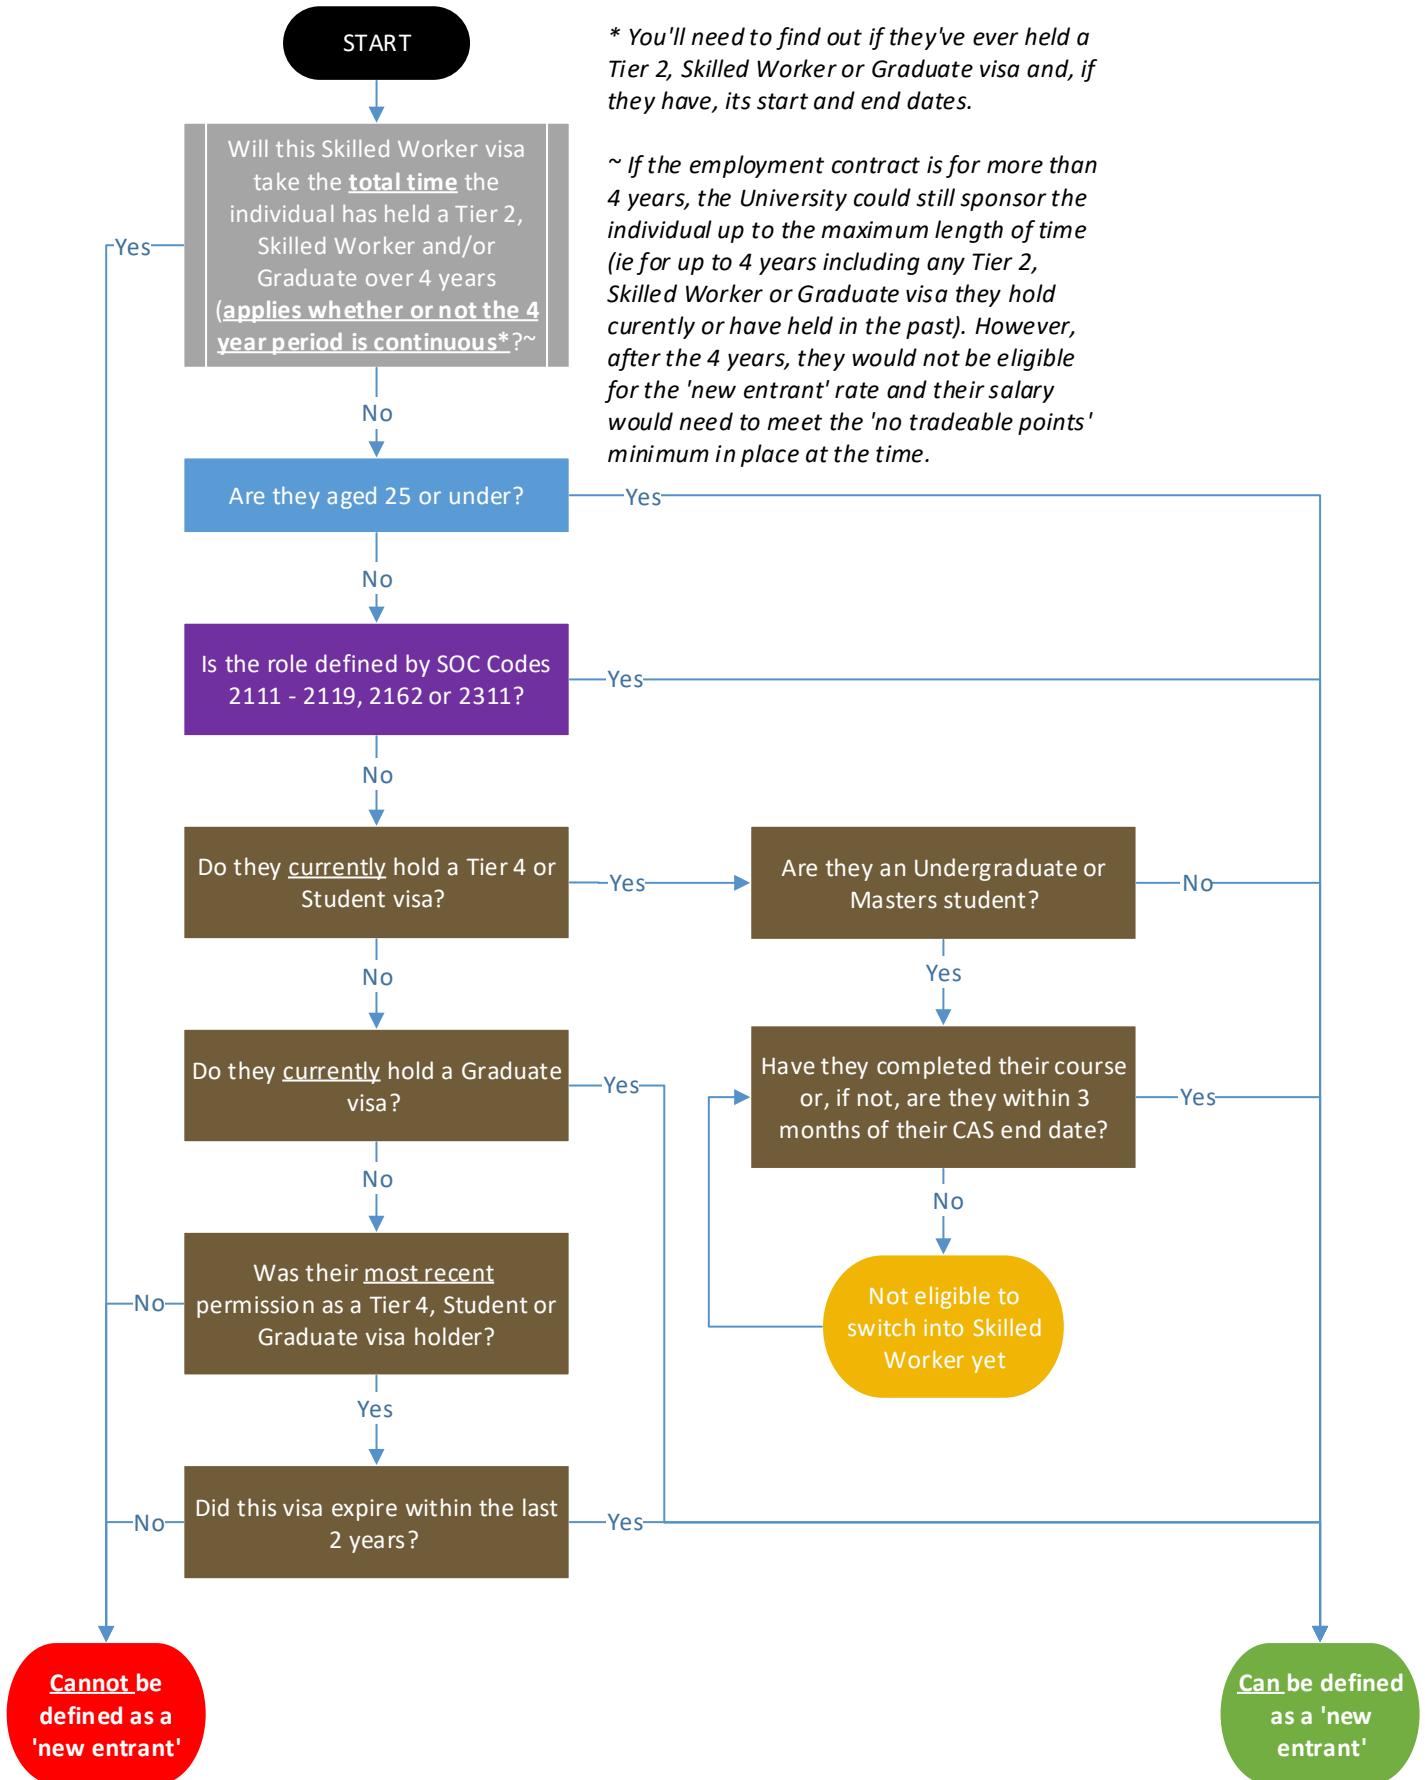 START
* You'll need to find out if they've ever held a
Tier 2, Skilled Worker or Graduate visa and, if
they have, its start and end dates.
~ If the employment contract is for more than
4 years, the University could still sponsor the
individual up to the maximum length of time
(ie for up to 4 years including any Tier 2,
Skilled Worker or Graduate visa they hold
curently or have held in the past). However,
after the 4 years, they would not be eligible
for the 'new entrant' rate and their salary
would need to meet the 'no tradeable points'
minimum in place at the time.
Will this Skilled Worker visa
take the total time the
individual has held a Tier 2,
Skilled Worker and/or
Graduate over 4 years
(applies whether or not the 4
year period is continuous*?~
Yes
No
Are they aged 25 or under?
Yes
No
Is the role defined by SOC Codes
2111 - 2119, 2162 or 2311?
Yes
No
Do they currently hold a Tier 4 or
Student visa?
Yes
Are they an Undergraduate or
Masters student?
No
No
Yes
Do they currently hold a Graduate
visa?
Yes
Have they completed their course
or, if not, are they within 3
months of their CAS end date?
Yes
No
No
Was their most recent
permission as a Tier 4, Student or
Graduate visa holder?
No
Not eligible to
switch into Skilled
Worker yet
Yes
Did this visa expire within the last
2 years?
No
Yes
Cannot be
defined as a
'new entrant'
Can be defined
as a 'new
entrant'